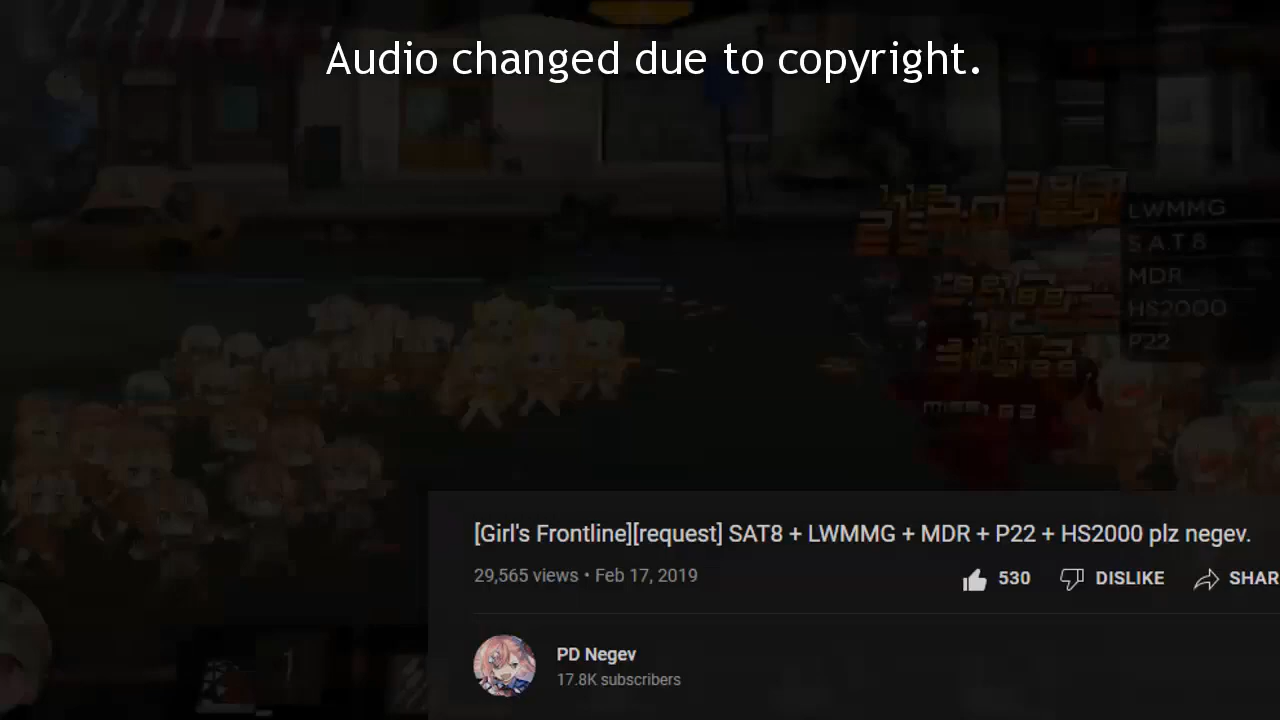 Audio changed due to copyright.
LWMMG
SAT8
MDR
HS2000
P22
[Girl's Frontline][request] SAT8 + LWMMG + MDR + P22 + HS2000 plz negev.
29,565 views • Feb 17, 2019
530 DISLIKE SHAR
PD Negev
17.8K subscribers